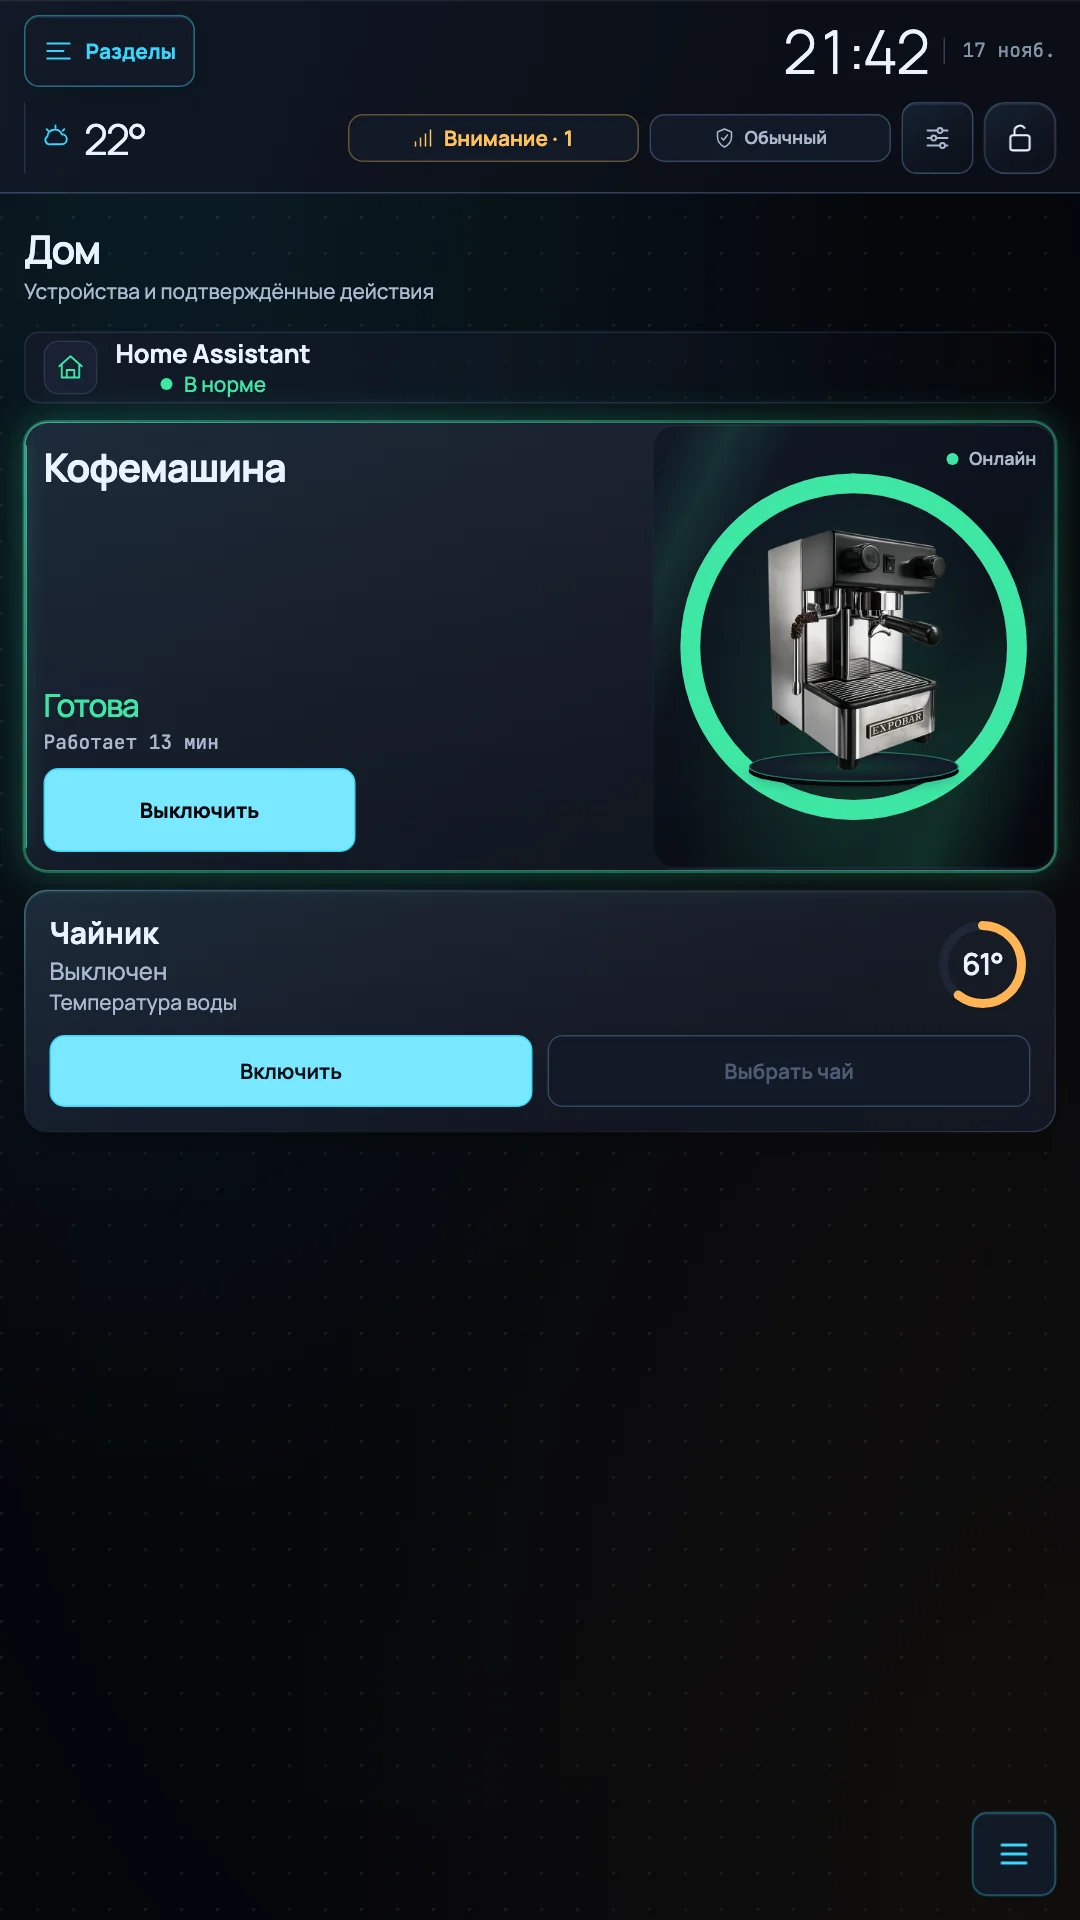 Разделы
21:42
17 нояб.
22°
Внимание · 1
Обычный
Дом
Устройства и подтверждённые действия
Home Assistant
В норме
Кофемашина
Онлайн
EXPOBAR
Готова
Работает 13 мин
Выключить
Чайник
Выключен
Температура воды
61°
Включить
Выбрать чай